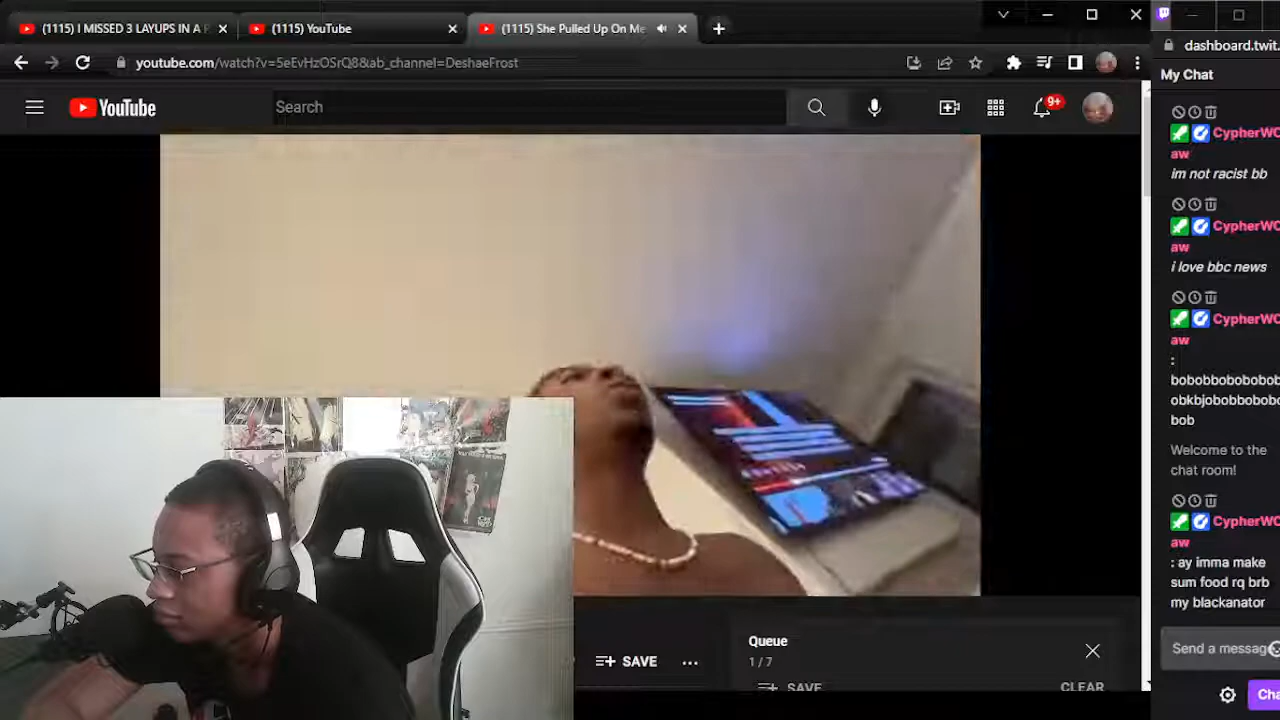 (1115) I MISSED 3 LAYUPS IN A
(1115) YouTube
(1115) She Pulled Up On Me
dashboard.twit
youtube.com/watch?v=5eEvHzOSrQ8&ab_channel=DeshaeFrost
My Chat
YouTube
Search
9+
CypherWO
aw
im not racist bb
CypherWO
aw
i love bbc news
CypherWO
aw
:
bobobbobobobob
obkbjobobbobobo
bob
Welcome to the
chat room!
CypherWO
aw
: ay imma make
sum food rq brb
my blackanator
Send a messag
Queue
1 / 7
SAVE
SAVE
CLEAR
Cha